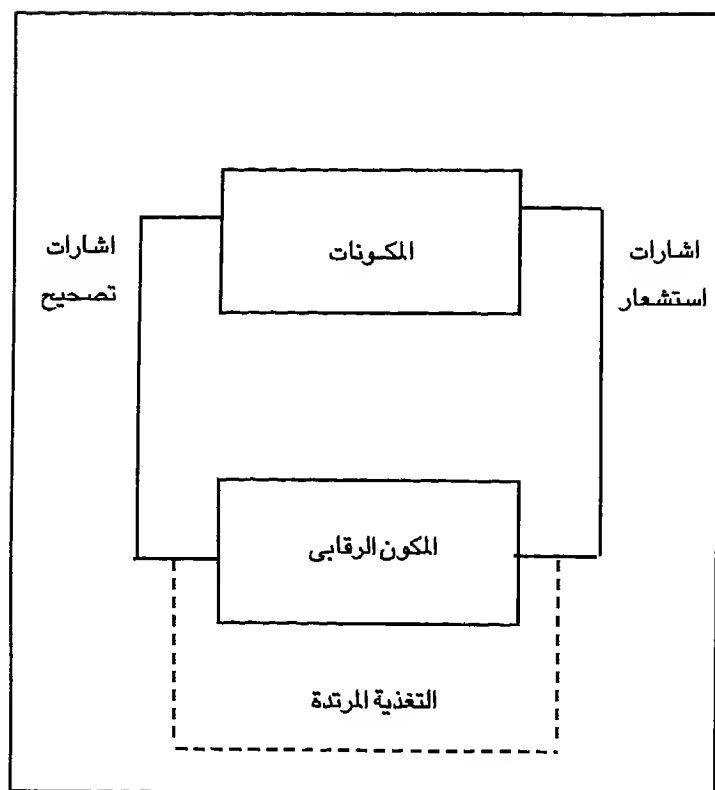 المكونات
اشارات
استشعار
اشارات
تصحيح
المكون الرقابى
التغذية المرتدة